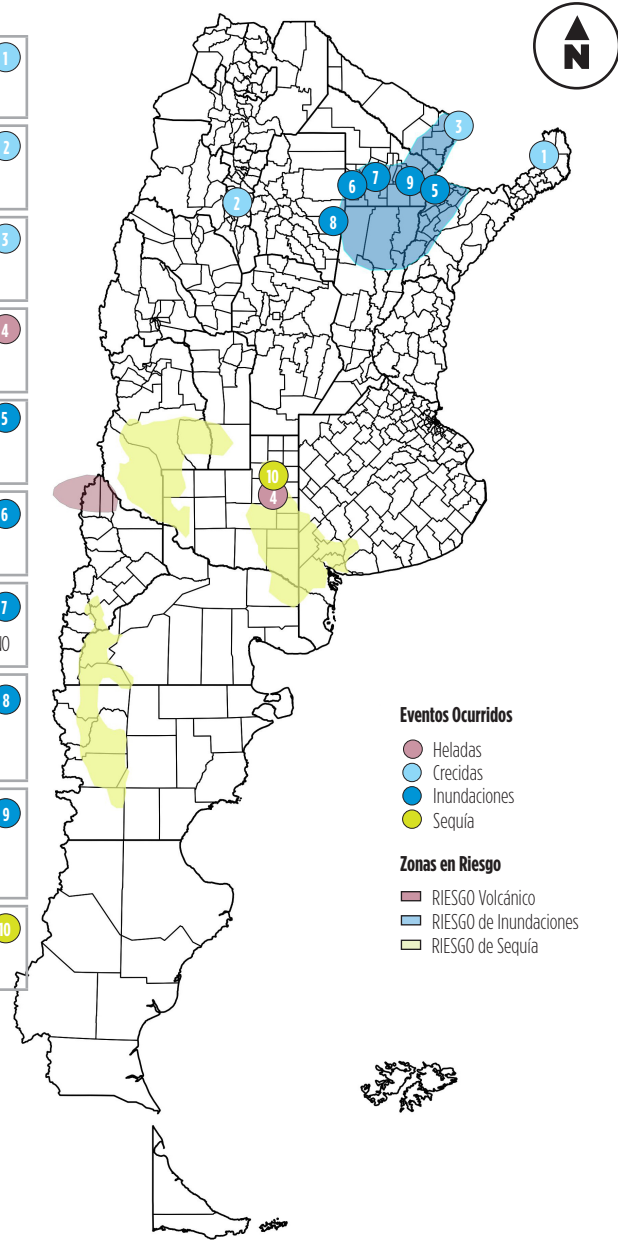 N
1
2
3
4
5
6
7
NO
8
9
10
3
1
7
6
9
5
2
8
10
4
Eventos Ocurridos
Heladas
Crecidas
Inundaciones
Sequía
Zonas en Riesgo
RIESGO Volcánico
RIESGO de Inundaciones
RIESGO de Sequía